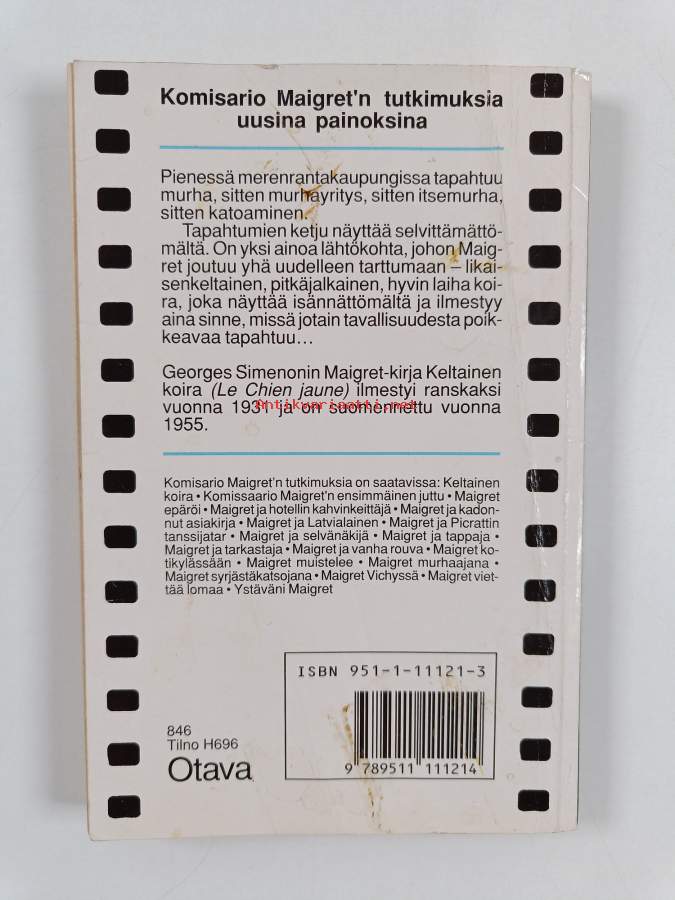 Komisario Maigret'n tutkimuksia
uusina painoksina
Pienessä merenrantakaupungissa tapahtuu
murha, sitten murhayritys, sitten itsemurha,
sitten katoaminen.
Tapahtumien ketju näyttää selvittämättö-
mältä. On yksi ainoa lähtökohta, johon Maig-
ret joutuu yhä uudelleen tarttumaan – likai-
senkeltainen, pitkäjalkainen, hyvin laiha koi-
ra, joka näyttää isännättömältä ja ilmestyy
aina sinne, missä jotain tavallisuudesta poik-
keavaa tapahtuu...
Georges Simenonin Maigret-kirja Keltainen
koira (Le Chien jaune) ilmestyi ranskaksi
vuonna 1931 ja on suomennettu vuonna
Antikvariaatti.net
1955.
Komisario Maigret'n tutkimuksia on saatavissa: Keltainen
koira • Komissaario Maigret'n ensimmäinen juttu • Maigret
epäröi • Maigret ja hotellin kahvinkeittäjä • Maigret ja kadon-
nut asiakirja • Maigret ja Latvialainen • Maigret ja Picrattin
tanssijatar • Maigret ja selvänäkijä • Maigret ja tappaja •
Maigret ja tarkastaja • Maigret ja vanha rouva • Maigret ko-
tikylässään • Maigret muistelee • Maigret murhaajana •
Maigret syrjästäkatsojana • Maigret Vichyssä • Maigret viet-
tää lomaa • Ystäväni Maigret
ISBN 951-1-11121-3
846
Tilno H696
Otava
9 789511 111214